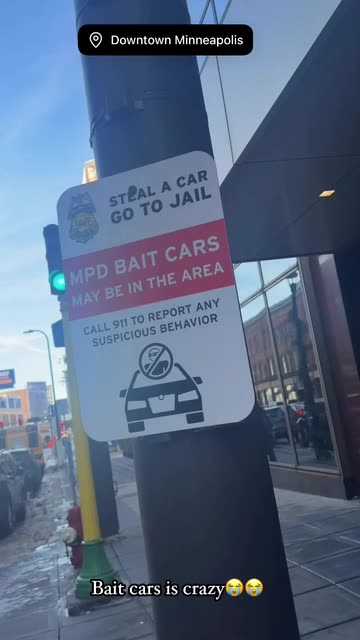 Downtown Minneapolis
STEAL A CAR
GO TO JAIL
MPD BAIT CARS
MAY BE IN THE AREA
CALL 911 TO REPORT ANY
SUSPICIOUS BEHAVIOR
Bait cars is crazy😭😭